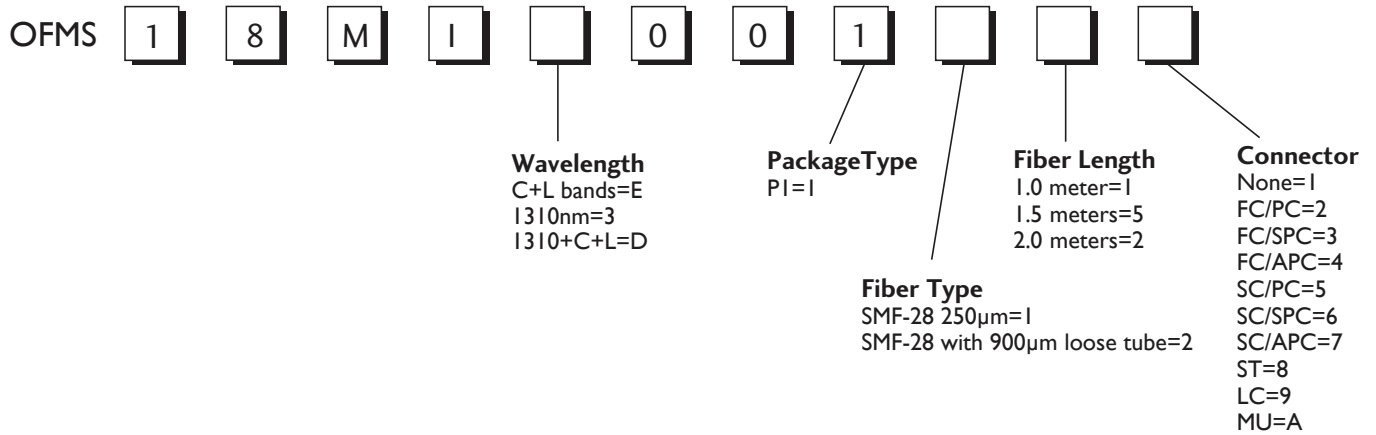 OFMS 1 8 M I 0 0 1
Wavelength
C+L bands=E
1310nm=3
1310+C+L=D
PackageType
P1=1
Fiber Type
SMF-28 250μm=1
SMF-28 with 900μm loose tube=2
Fiber Length
1.0 meter=1
1.5 meters=5
2.0 meters=2
Connector
None=1
FC/PC=2
FC/SPC=3
FC/APC=4
SC/PC=5
SC/SPC=6
SC/APC=7
ST=8
LC=9
MU=A